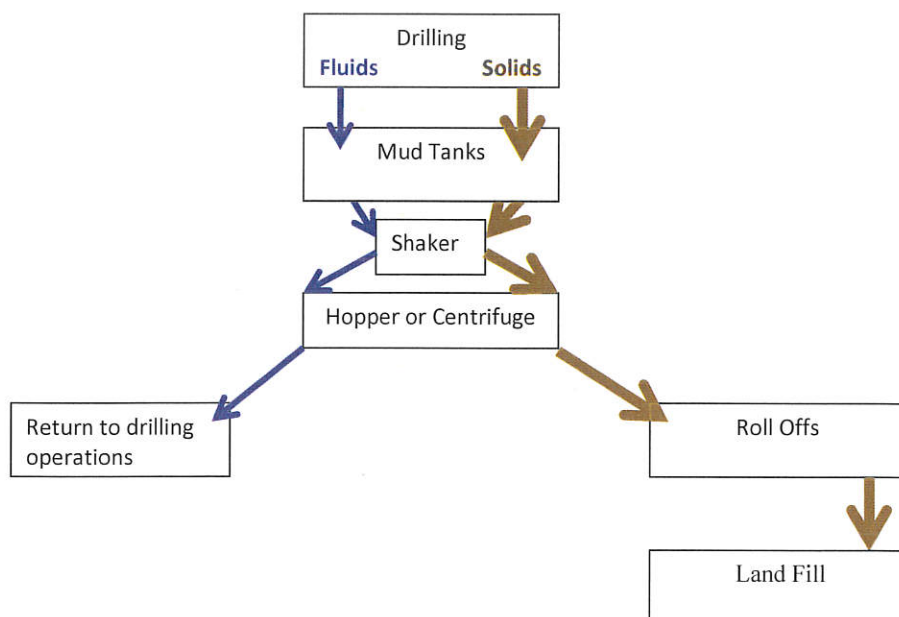 Drilling
Fluids Solids
Mud Tanks
Shaker
Hopper or Centrifuge
Return to drilling
operations
Roll Offs
Land Fill